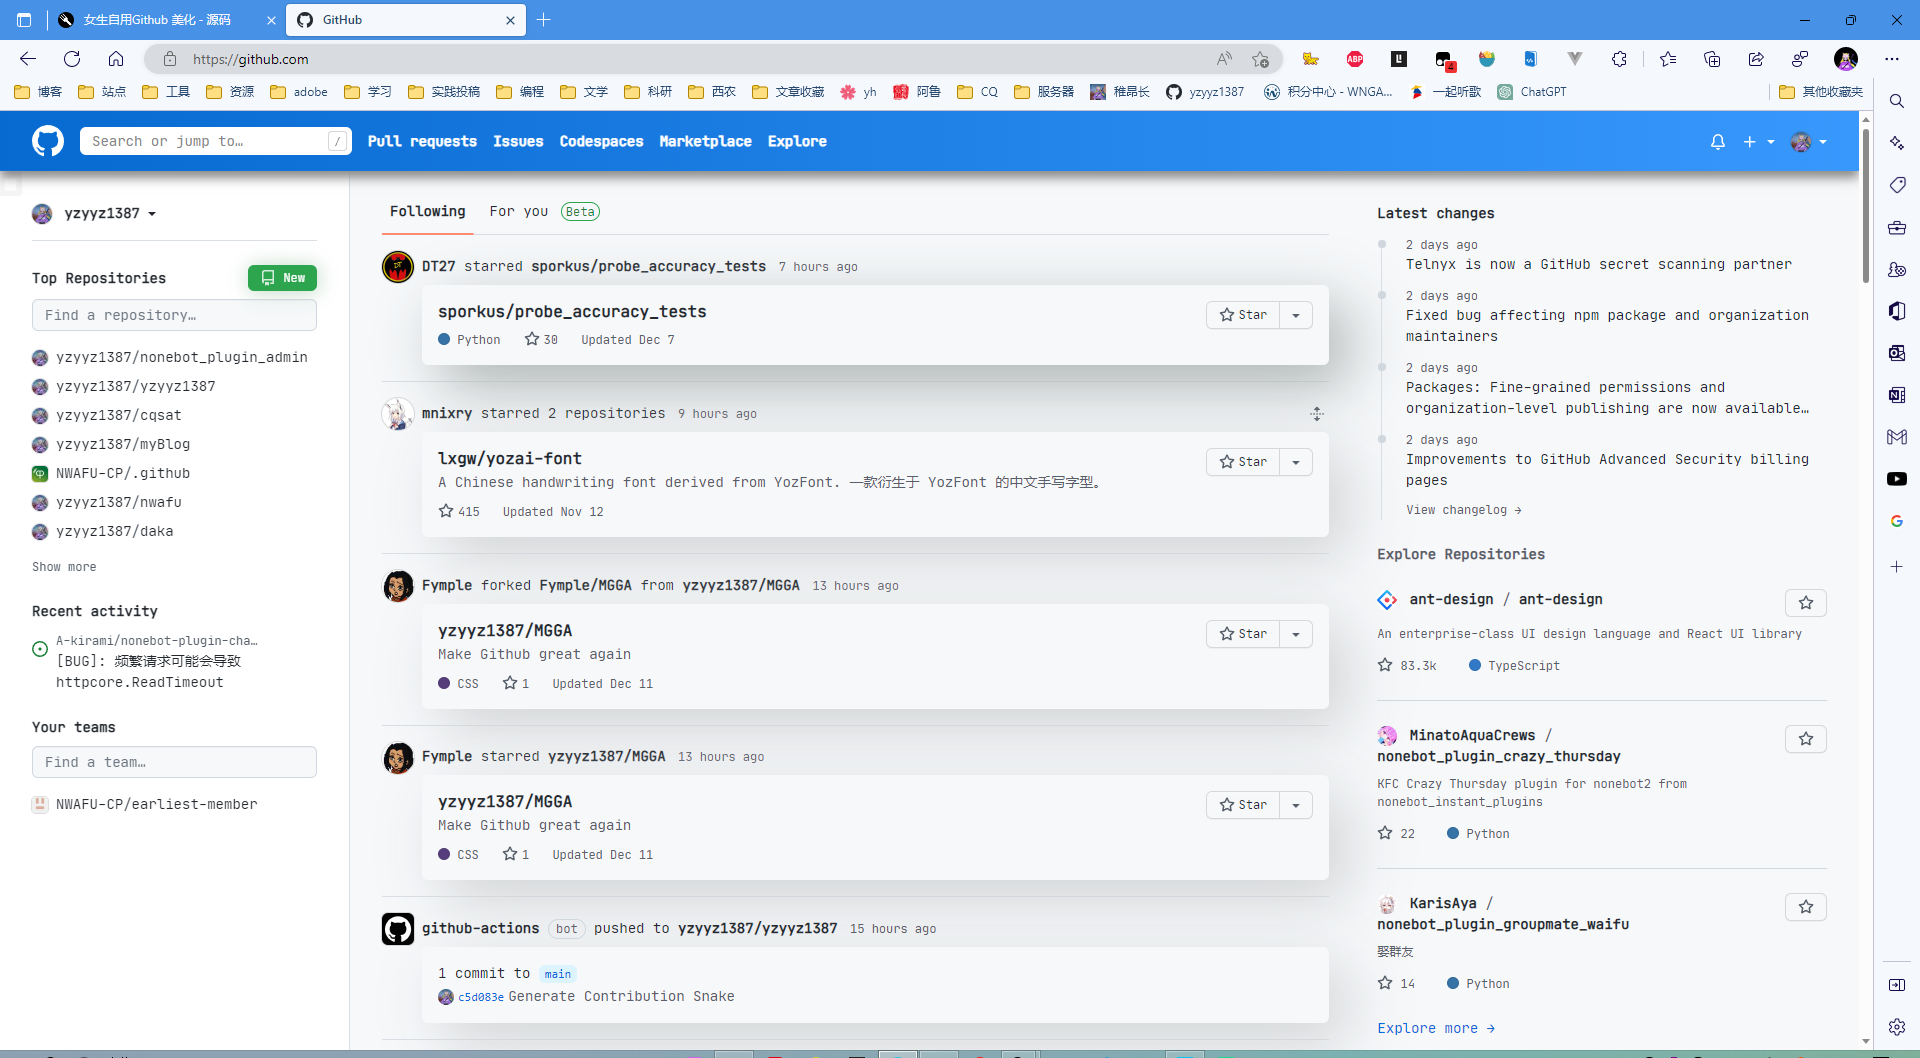 女生自用Github 美化 - 源码
GitHub
https://github.com
博客 站点 工具 资源 adobe 学习 实践投稿 编程 文学 科研 西农 文章收藏 yh 阿鲁 CQ 服务器 稚昂长 yzyyz1387 积分中心 - WNGA... 一起听歌 ChatGPT 其他收藏夹
Search or jump to… /
Pull requests Issues Codespaces Marketplace Explore
yzyyz1387
Top Repositories
New
Find a repository…
yzyyz1387/nonebot_plugin_admin
yzyyz1387/yzyyz1387
yzyyz1387/cqsat
yzyyz1387/myBlog
NWAFU-CP/.github
yzyyz1387/nwafu
yzyyz1387/daka
Show more
Recent activity
A-kirami/nonebot-plugin-cha…
[BUG]: 频繁请求可能会导致
httpcore.ReadTimeout
Your teams
Find a team…
NWAFU-CP/earliest-member
Following For you Beta
DT27 starred sporkus/probe_accuracy_tests 7 hours ago
sporkus/probe_accuracy_tests
Star
Python 30 Updated Dec 7
mnixry starred 2 repositories 9 hours ago
lxgw/yozai-font
Star
A Chinese handwriting font derived from YozFont. 一款衍生于 YozFont 的中文手写字型。
415 Updated Nov 12
Fymple forked Fymple/MGGA from yzyyz1387/MGGA 13 hours ago
yzyyz1387/MGGA
Star
Make Github great again
CSS 1 Updated Dec 11
Fymple starred yzyyz1387/MGGA 13 hours ago
yzyyz1387/MGGA
Star
Make Github great again
CSS 1 Updated Dec 11
github-actions bot pushed to yzyyz1387/yzyyz1387 15 hours ago
1 commit to main
c5d083e Generate Contribution Snake
Latest changes
2 days ago
Telnyx is now a GitHub secret scanning partner
2 days ago
Fixed bug affecting npm package and organization
maintainers
2 days ago
Packages: Fine-grained permissions and
organization-level publishing are now available…
2 days ago
Improvements to GitHub Advanced Security billing
pages
View changelog →
Explore Repositories
ant-design / ant-design
An enterprise-class UI design language and React UI library
83.3k TypeScript
MinatoAquaCrews /
nonebot_plugin_crazy_thursday
KFC Crazy Thursday plugin for nonebot2 from
nonebot_instant_plugins
22 Python
KarisAya /
nonebot_plugin_groupmate_waifu
娶群友
14 Python
Explore more →